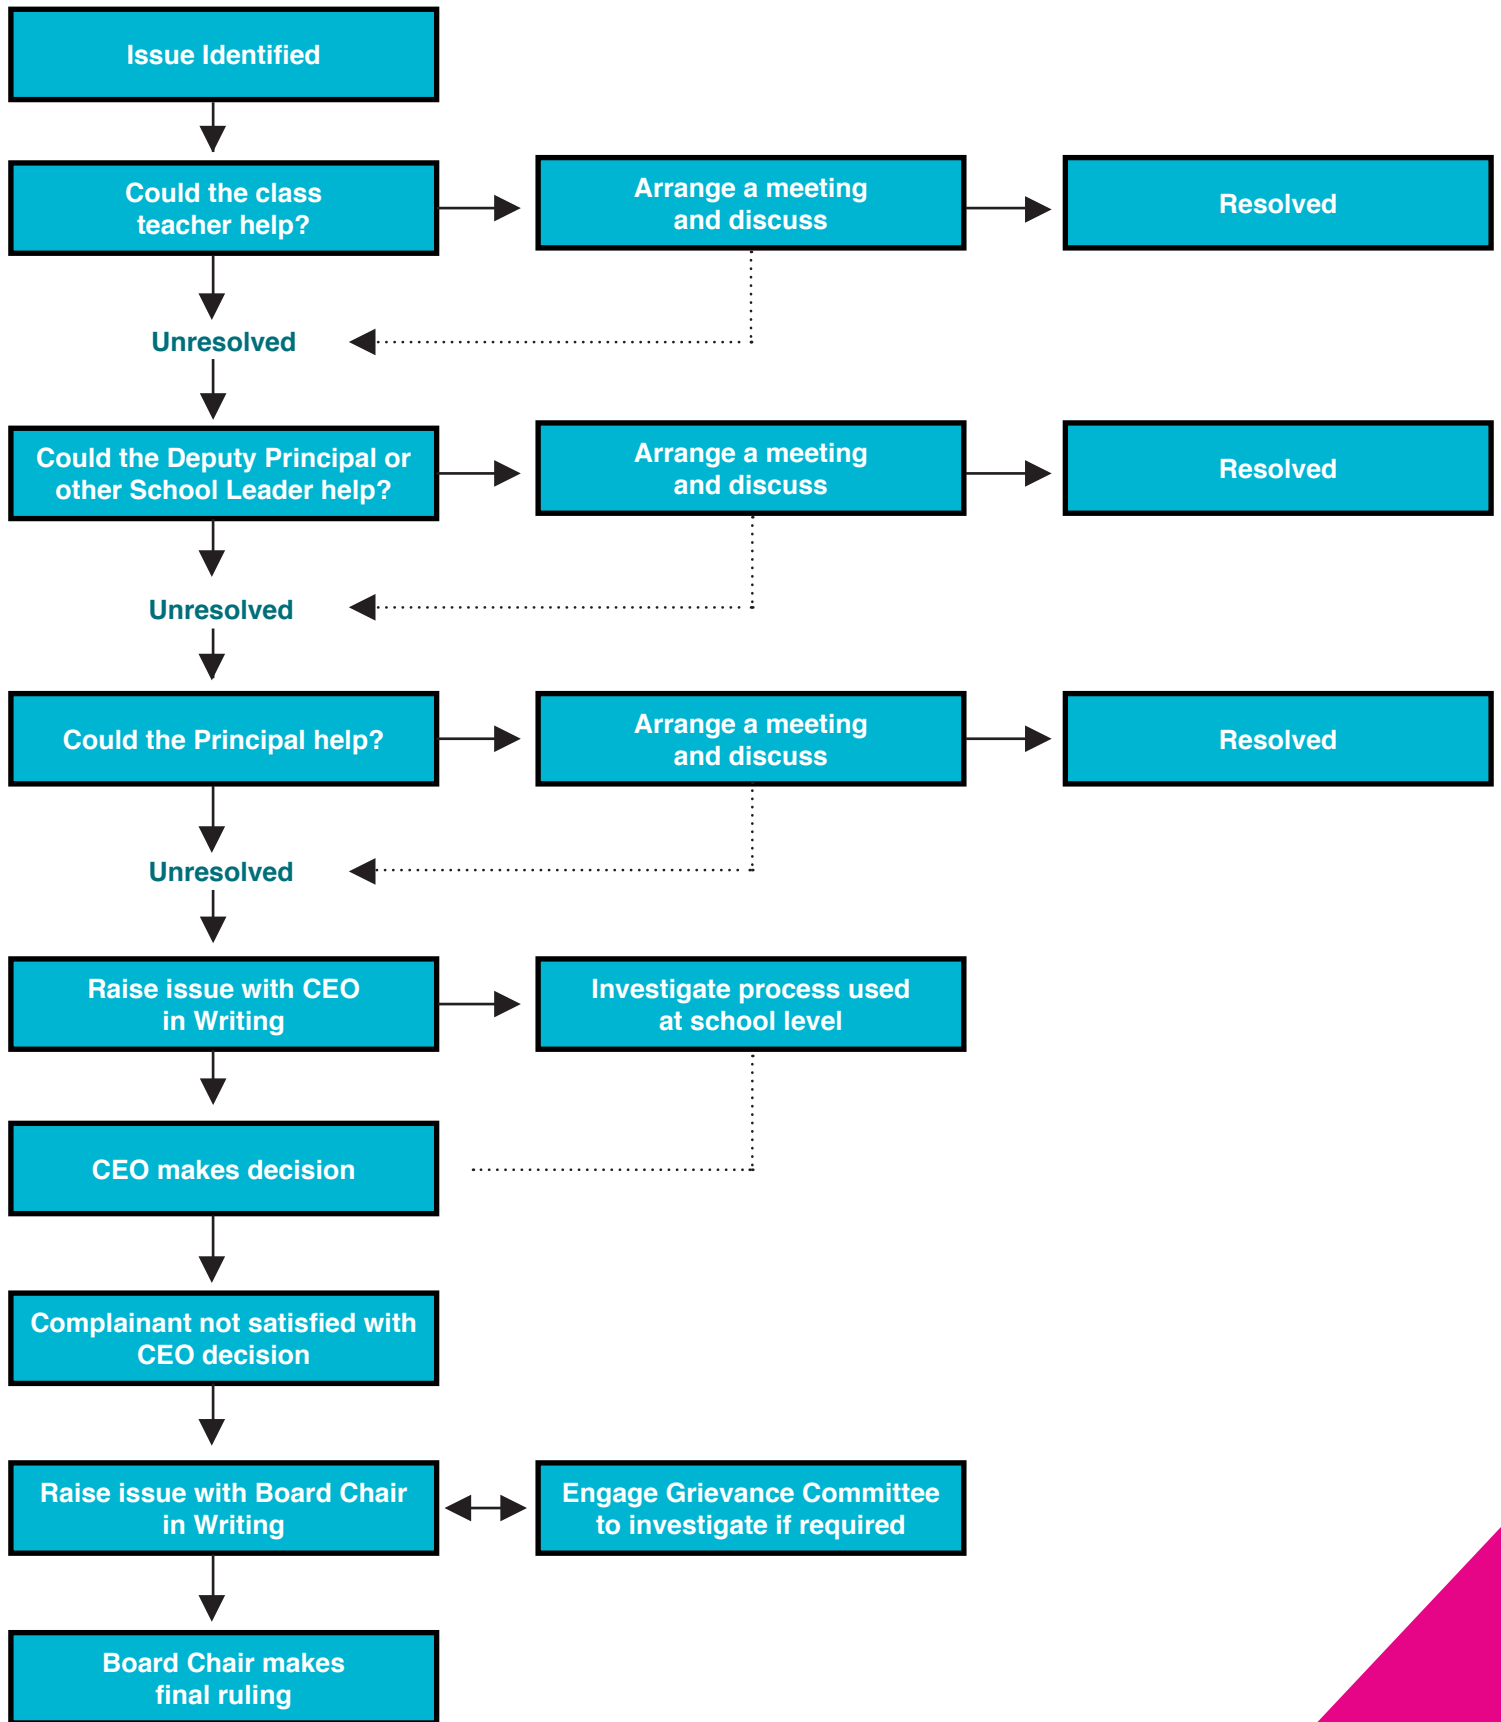 Issue Identified
Could the class
teacher help?
Arrange a meeting
and discuss
Resolved
Unresolved
Could the Deputy Principal or
other School Leader help?
Arrange a meeting
and discuss
Resolved
Unresolved
Could the Principal help?
Arrange a meeting
and discuss
Resolved
Unresolved
Raise issue with CEO
in Writing
Investigate process used
at school level
CEO makes decision
Complainant not satisfied with
CEO decision
Raise issue with Board Chair
in Writing
Engage Grievance Committee
to investigate if required
Board Chair makes
final ruling